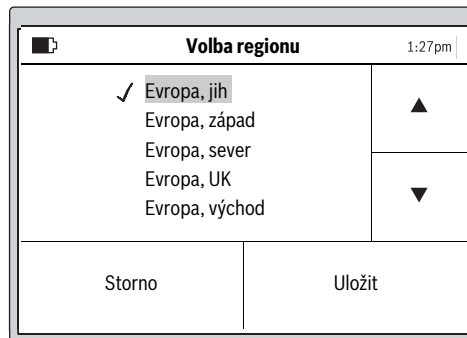 Volba regionu 1:27pm
Evropa, jih
Evropa, západ
Evropa, sever
Evropa, UK
Evropa, východ
Storno Uložit